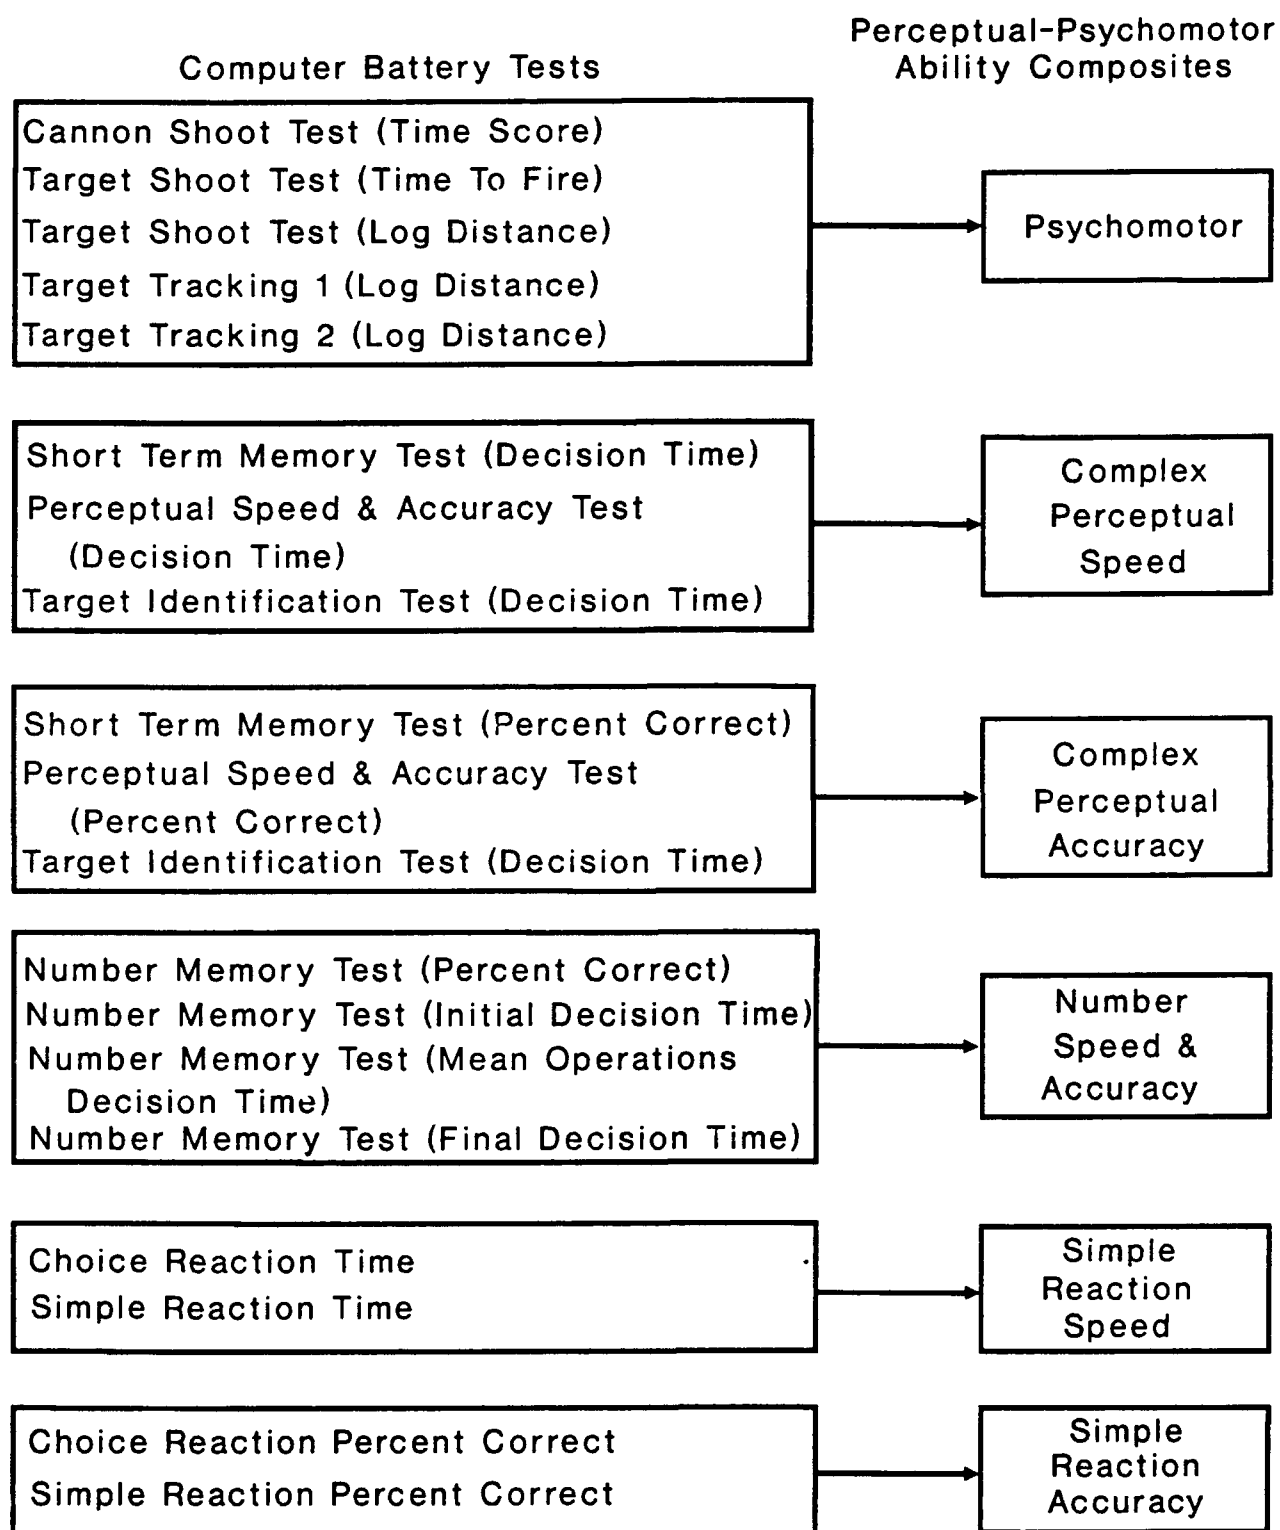 Perceptual-Psychomotor
Computer Battery Tests
Ability Composites
Cannon Shoot Test (Time Score)
Target Shoot Test (Time To Fire)
Target Shoot Test (Log Distance)
Target Tracking 1 (Log Distance)
Target Tracking 2 (Log Distance)
Psychomotor
Short Term Memory Test (Decision Time)
Perceptual Speed & Accuracy Test
(Decision Time)
Target Identification Test (Decision Time)
Complex
Perceptual
Speed
Short Term Memory Test (Percent Correct)
Perceptual Speed & Accuracy Test
(Percent Correct)
Target Identification Test (Decision Time)
Complex
Perceptual
Accuracy
Number Memory Test (Percent Correct)
Number Memory Test (Initial Decision Time)
Number Memory Test (Mean Operations
Decision Time)
Number Memory Test (Final Decision Time)
Number
Speed &
Accuracy
Choice Reaction Time
Simple Reaction Time
Simple
Reaction
Speed
Choice Reaction Percent Correct
Simple Reaction Percent Correct
Simple
Reaction
Accuracy